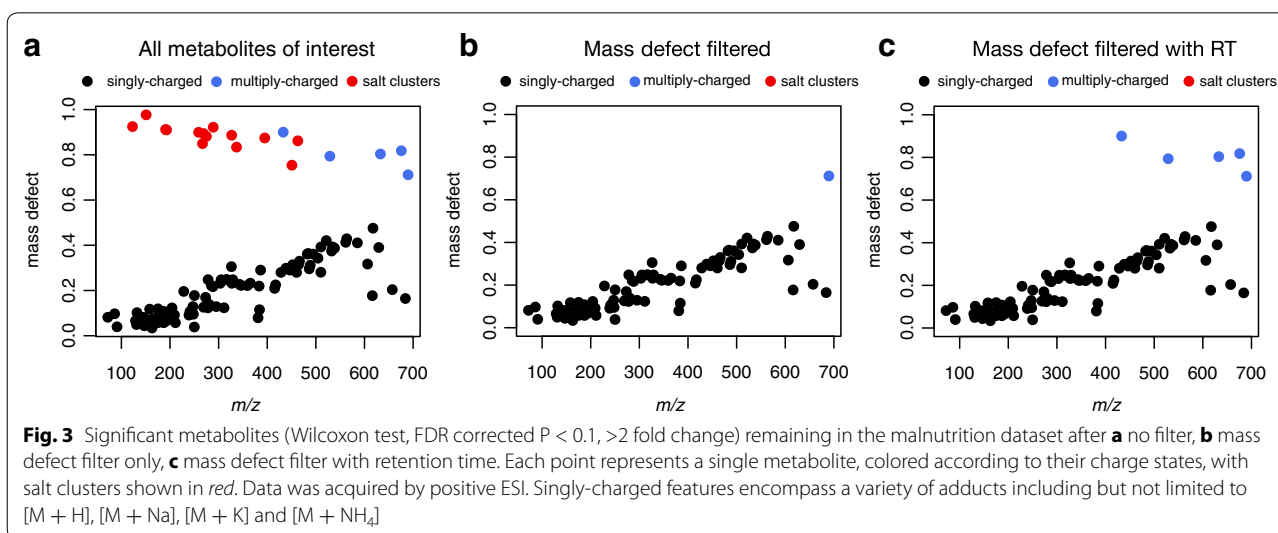 a All metabolites of interest
singly-charged multiply-charged salt clusters
mass defect
0.0 0.2 0.4 0.6 0.8 1.0
100 200 300 400 500 600 700
m/z
b Mass defect filtered
singly-charged multiply-charged salt clusters
mass defect
0.0 0.2 0.4 0.6 0.8 1.0
100 200 300 400 500 600 700
m/z
c Mass defect filtered with RT
singly-charged multiply-charged salt clusters
mass defect
0.0 0.2 0.4 0.6 0.8 1.0
100 200 300 400 500 600 700
m/z
Fig. 3 Significant metabolites (Wilcoxon test, FDR corrected P < 0.1, >2 fold change) remaining in the malnutrition dataset after a no filter, b mass
defect filter only, c mass defect filter with retention time. Each point represents a single metabolite, colored according to their charge states, with
salt clusters shown in red. Data was acquired by positive ESI. Singly-charged features encompass a variety of adducts including but not limited to
[M + H], [M + Na], [M + K] and [M + NH₄]